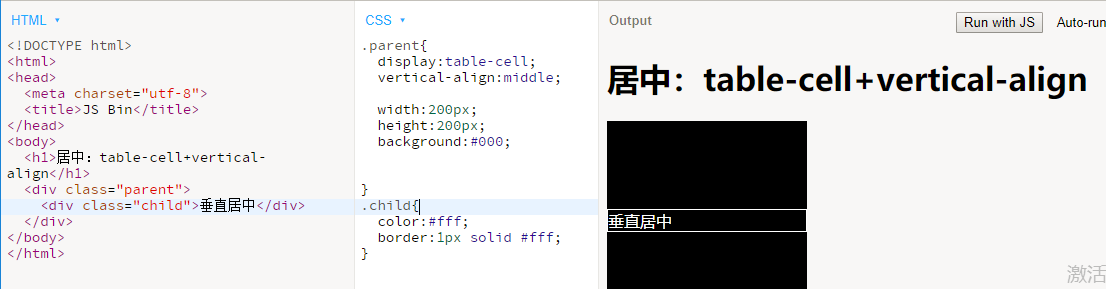 HTML
<!DOCTYPE html>
<html>
<head>
<meta charset="utf-8">
<title>JS Bin</title>
</head>
<body>
<h1>居中：table-cell+vertical-
align</h1>
<div class="parent">
<div class="child">垂直居中</div>
</div>
</body>
</html>
CSS
.parent{
display:table-cell;
vertical-align:middle;
width:200px;
height:200px;
background:#000;
}
.child{
color:#fff;
border:1px solid #fff;
}
Output
Run with JS
Auto-run
居中：table-cell+vertical-align
垂直居中
激活